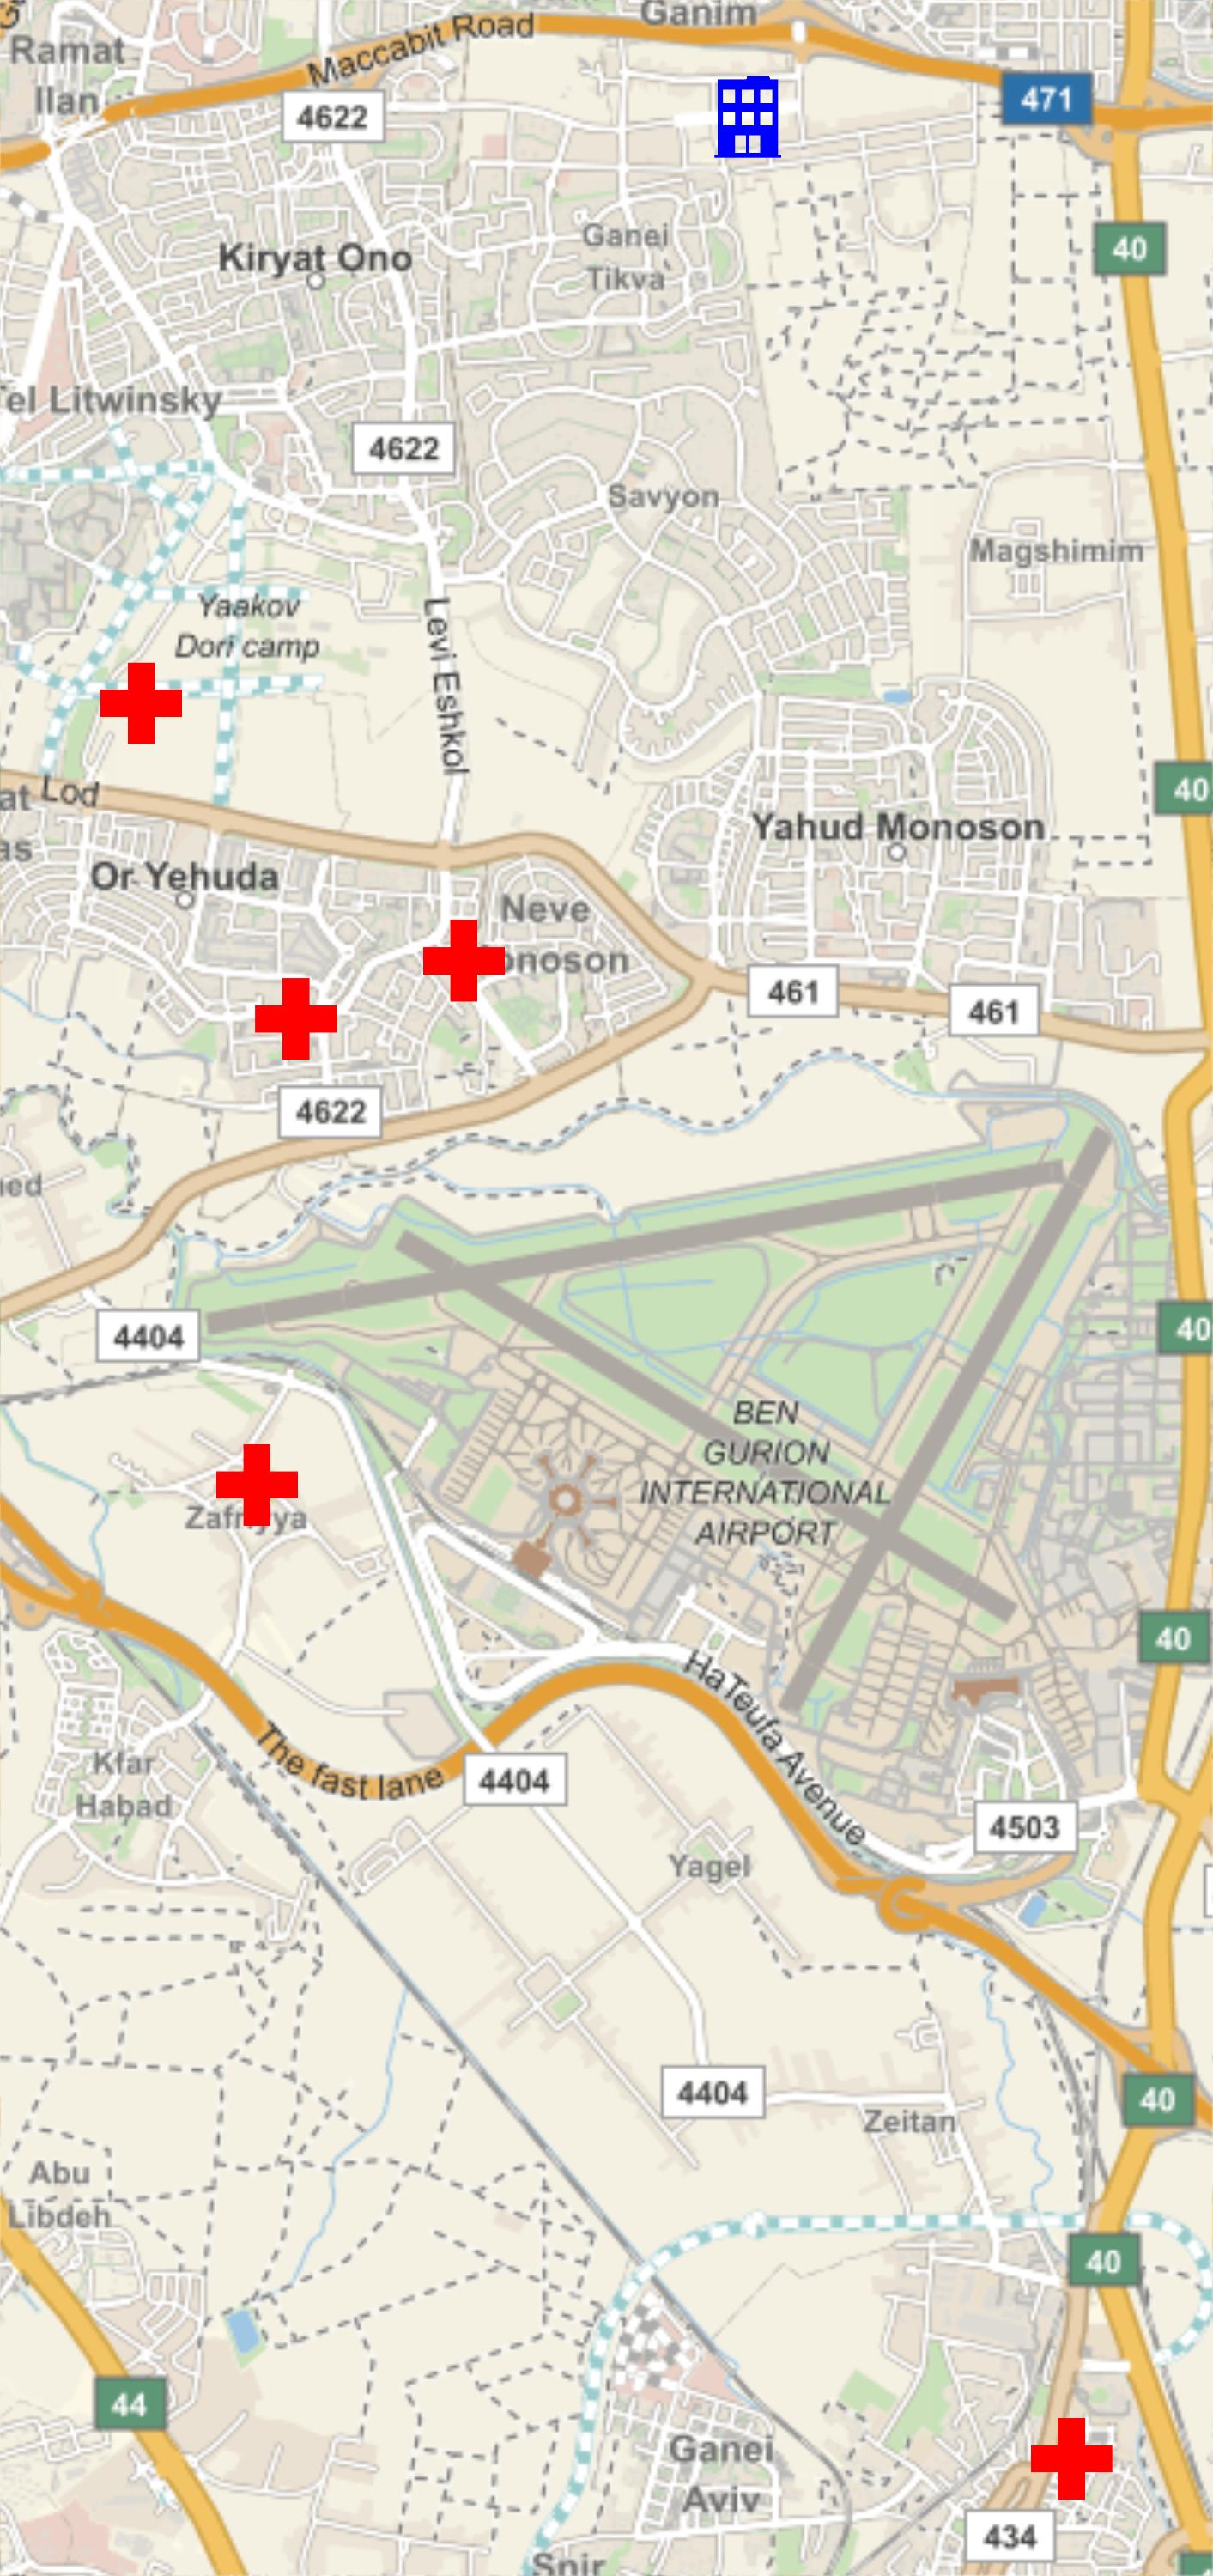 Ganim
Ramat
Ilan
Maccabit Road
4622
471
40
Kiryat Ono
Ganei
Tikva
Tel Litwinsky
4622
Savyon
Magshimim
Yaakov
Dori camp
Levi Eshkol
40
Lod
Yahud Monoson
Or Yehuda
Neve
onoson
461
461
4622
4404
40
BEN
GURION
INTERNATIONAL
AIRPORT
Zafriyya
40
HaTeufa Avenue
The fast lane
Kfar
Habad
4404
4503
Yagel
4404
40
Zeitan
Abu
Libdeh
40
44
Ganei
Aviv
434
Snir